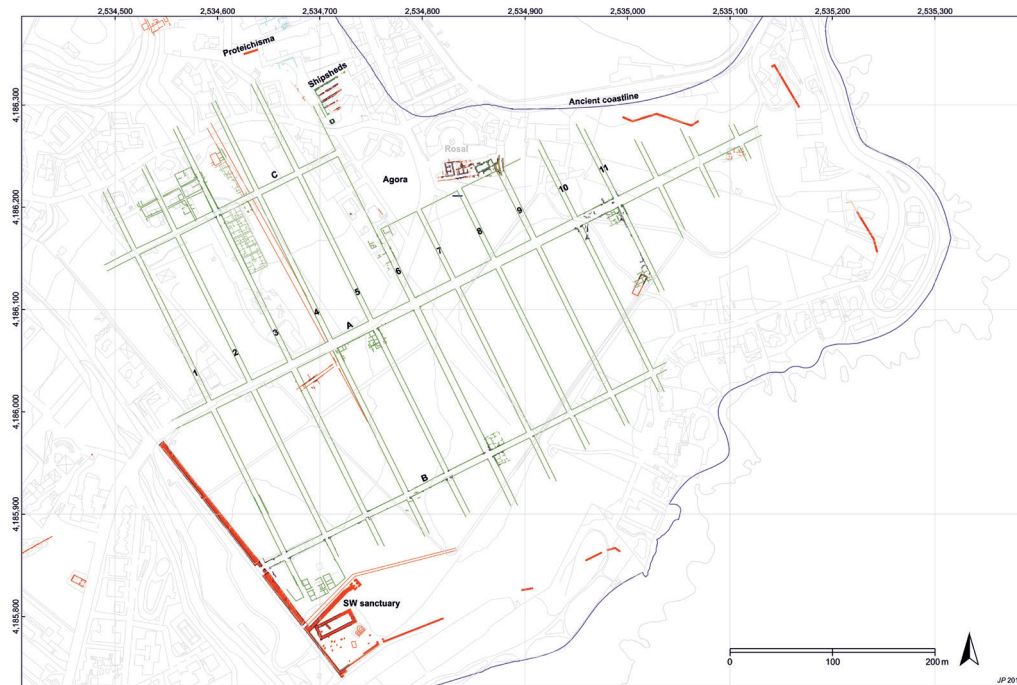 2,534,500 2,534,600 2,534,700 2,534,800 2,534,900 2,535,000 2,535,100 2,535,200 2,535,300
Proteichisma
Shipsheds
Ancient coastline
4,186,300
Rosai
C
Agora
11
10
4,186,200
9
8
7
6
5
4,186,100
4
A
3
2
1
4,186,000
B
4,185,900
SW sanctuary
4,185,800
0 100 200 m